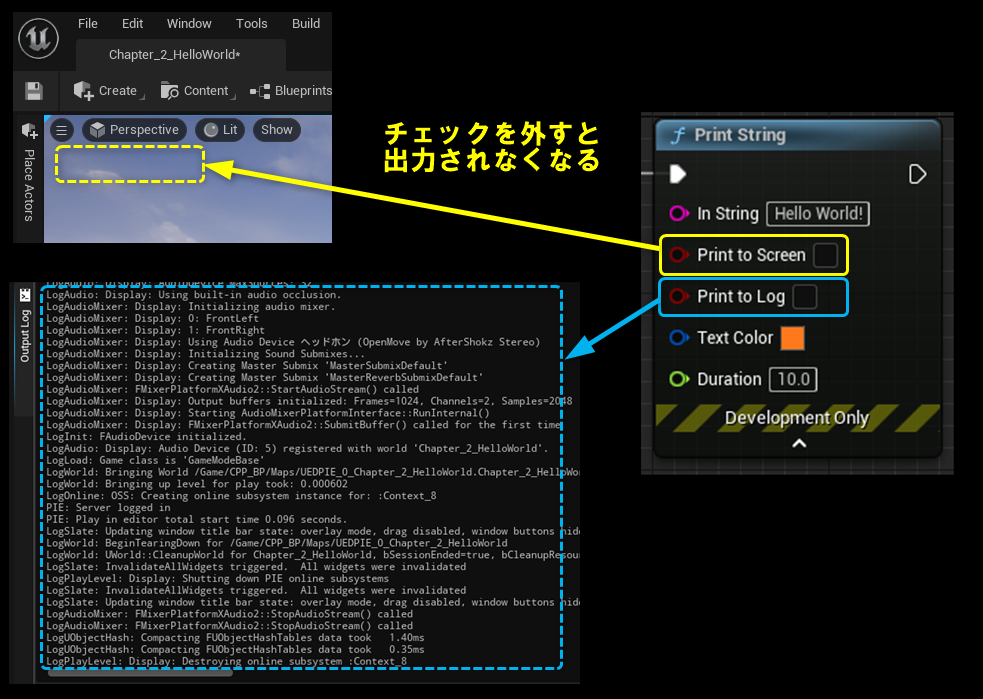 File Edit Window Tools Build
Chapter_2_HelloWorld*
Create Content Blueprints
Perspective Lit Show
Place Actors
チェックを外すと
出力されなくなる
Print String
In String Hello World!
Print to Screen
Print to Log
Text Color
Duration 10.0
Development Only
Output Log
LogAudio: Display: AudioDevice MaxSources: 32
LogAudio: Display: Using built-in audio occlusion.
LogAudioMixer: Display: Initializing audio mixer.
LogAudioMixer: Display: 0: FrontLeft
LogAudioMixer: Display: 1: FrontRight
LogAudioMixer: Display: Using Audio Device ヘッドホン (OpenMove by AfterShokz Stereo)
LogAudioMixer: Display: Initializing Sound Submixes...
LogAudioMixer: Display: Creating Master Submix 'MasterSubmixDefault'
LogAudioMixer: Display: Creating Master Submix 'MasterReverbSubmixDefault'
LogAudioMixer: FMixerPlatformXAudio2::StartAudioStream() called
LogAudioMixer: Display: Output buffers initialized: Frames=1024, Channels=2, Samples=2048
LogAudioMixer: Display: Starting AudioMixerPlatformInterface::RunInternal()
LogAudioMixer: Display: FMixerPlatformXAudio2::SubmitBuffer() called for the first time
LogInit: FAudioDevice initialized.
LogAudio: Display: Audio Device (ID: 5) registered with world 'Chapter_2_HelloWorld'.
LogLoad: Game class is 'GameModeBase'
LogWorld: Bringing World /Game/CPP_BP/Maps/UEDPIE_0_Chapter_2_HelloWorld.Chapter_2_HelloWor
LogWorld: Bringing up level for play took: 0.000602
LogOnline: OSS: Creating online subsystem instance for: :Context_8
PIE: Server logged in
PIE: Play in editor total start time 0.096 seconds.
LogSlate: Updating window title bar state: overlay mode, drag disabled, window buttons hidd
LogWorld: BeginTearingDown for /Game/CPP_BP/Maps/UEDPIE_0_Chapter_2_HelloWorld
LogWorld: UWorld::CleanupWorld for Chapter_2_HelloWorld, bSessionEnded=true, bCleanupResour
LogSlate: InvalidateAllWidgets triggered. All widgets were invalidated
LogPlayLevel: Display: Shutting down PIE online subsystems
LogSlate: InvalidateAllWidgets triggered. All widgets were invalidated
LogSlate: Updating window title bar state: overlay mode, drag disabled, window buttons hidd
LogAudioMixer: FMixerPlatformXAudio2::StopAudioStream() called
LogAudioMixer: FMixerPlatformXAudio2::StopAudioStream() called
LogUObjectHash: Compacting FUObjectHashTables data took 1.40ms
LogUObjectHash: Compacting FUObjectHashTables data took 0.35ms
LogPlayLevel: Display: Destroying online subsystem :Context_8